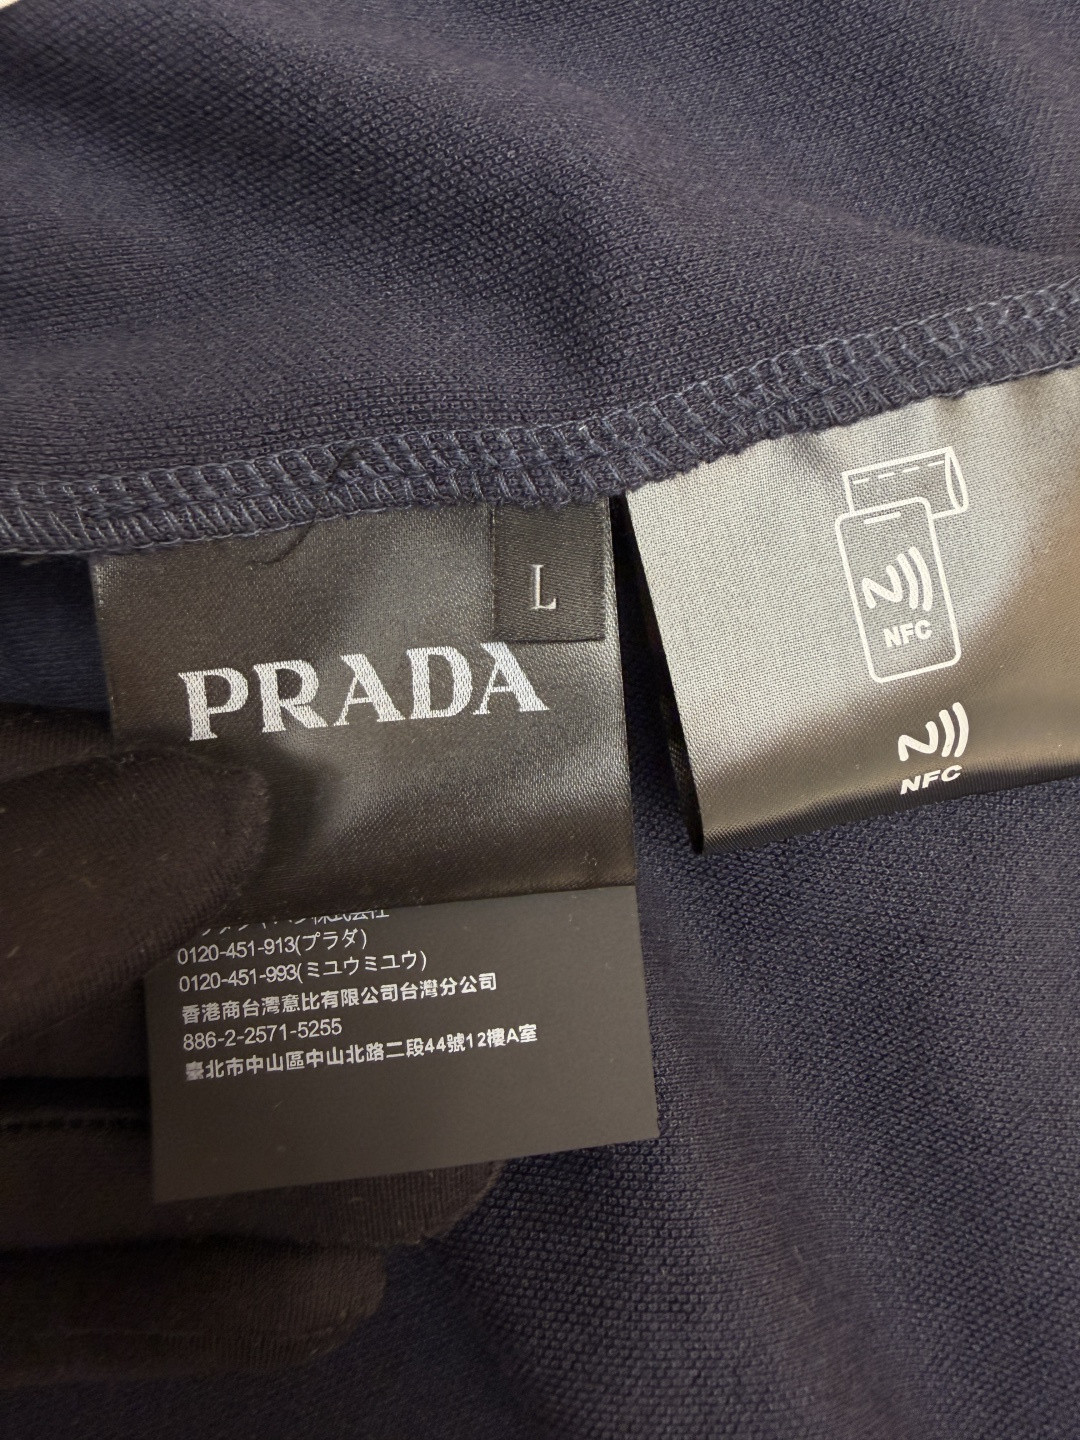 L
PRADA
NFC
NFC
0120-451-913(プラダ)
0120-451-993(ミユウミユウ)
香港商台灣意比有限公司台灣分公司
886-2-2571-5255
臺北市中山區中山北路二段44號12樓A室